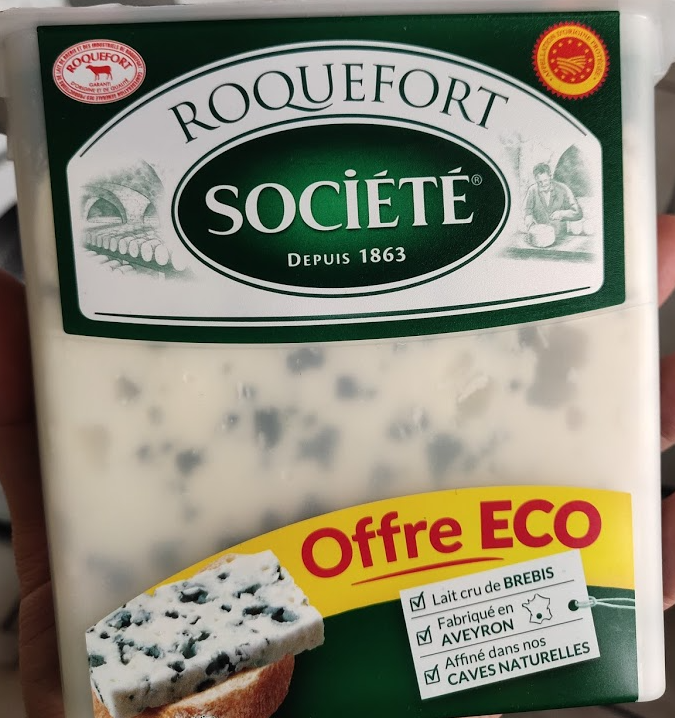 ROQUEFORT
ROQUEFORT
SOCIÉTÉ®
DEPUIS 1863
Offre ECO
Lait cru de BREBIS
Fabriqué en
AVEYRON
Affiné dans nos
CAVES NATURELLES